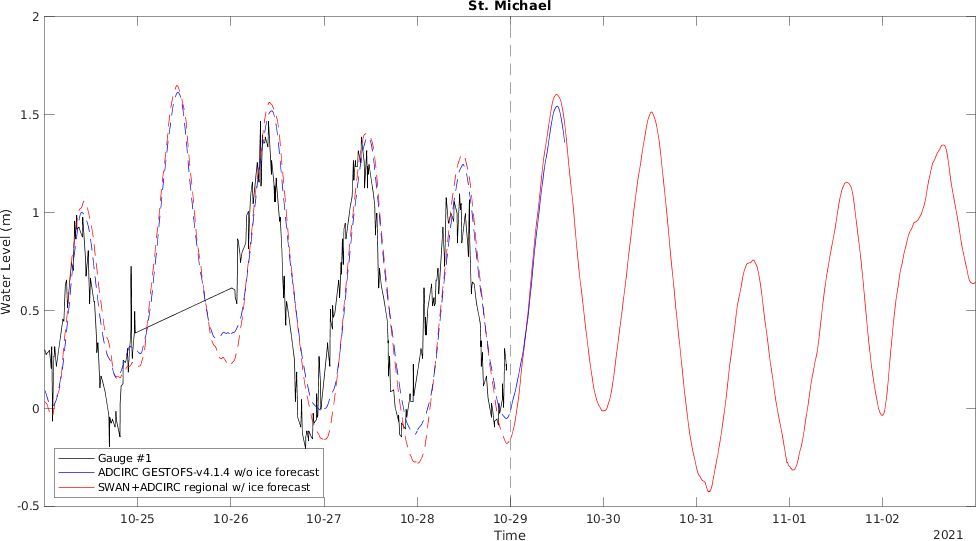 St. Michael
2
1.5
1
0.5
0
-0.5
Water Level (m)
Gauge #1
ADCIRC GESTOFS-v4.1.4 w/o ice forecast
SWAN+ADCIRC regional w/ ice forecast
10-25 10-26 10-27 10-28 10-29 10-30 10-31 11-01 11-02
Time
2021